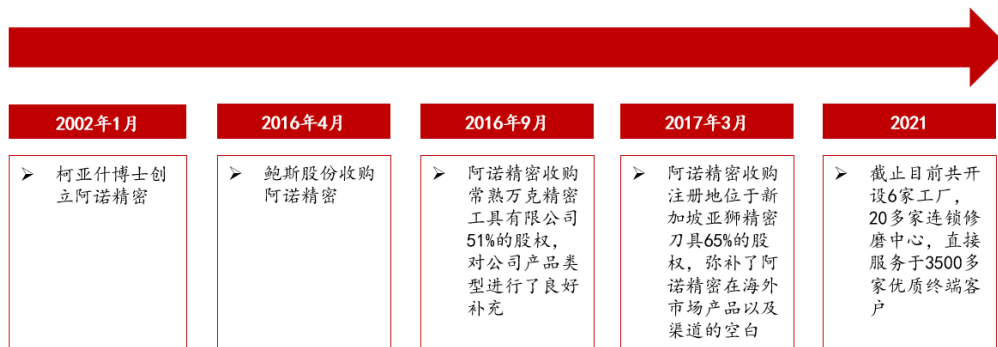 2002年1月
2016年4月
2016年9月
2017年3月
2021
➢ 柯亚什博士创
立阿诺精密
➢ 鲍斯股份收购
阿诺精密
➢ 阿诺精密收购
常熟万克精密
工具有限公司
51%的股权，
对公司产品类
型进行了良好
补充
➢ 阿诺精密收购
注册地位于新
加坡亚狮精密
刀具65%的股
权，弥补了阿
诺精密在海外
市场产品以及
渠道的空白
➢ 截止目前共开
设6家工厂，
20多家连锁修
磨中心，直接
服务于3500多
家优质终端客
户